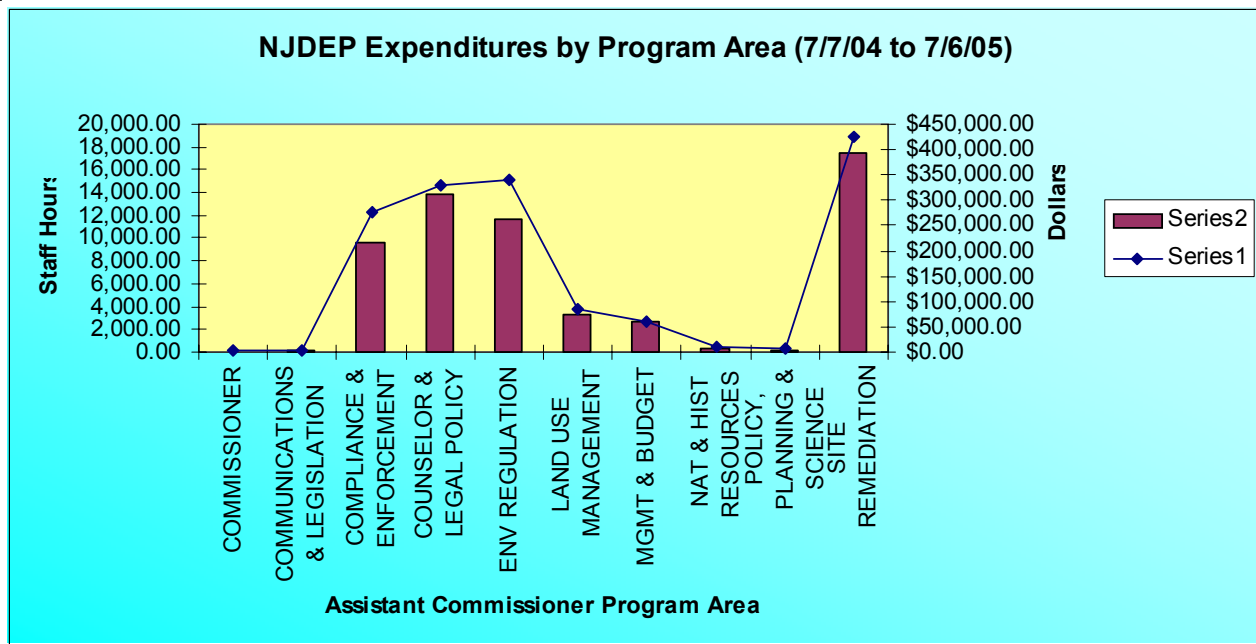 NJDEP Expenditures by Program Area (7/7/04 to 7/6/05)
Staff Hours
20,000.00
18,000.00
16,000.00
14,000.00
12,000.00
10,000.00
8,000.00
6,000.00
4,000.00
2,000.00
0.00
$450,000.00
$400,000.00
$350,000.00
$300,000.00
$250,000.00
$200,000.00
$150,000.00
$100,000.00
$50,000.00
$0.00
Dollars
Series2
Series1
COMMISSIONER
COMMUNICATIONS
& LEGISLATION
COMPLIANCE &
ENFORCEMENT
COUNSELOR &
LEGAL POLICY
ENV REGULATION
LAND USE
MANAGEMENT
MGMT & BUDGET
NAT & HIST
RESOURCES
POLICY,
PLANNING &
SCIENCE
SITE
REMEDIATION
Assistant Commissioner Program Area